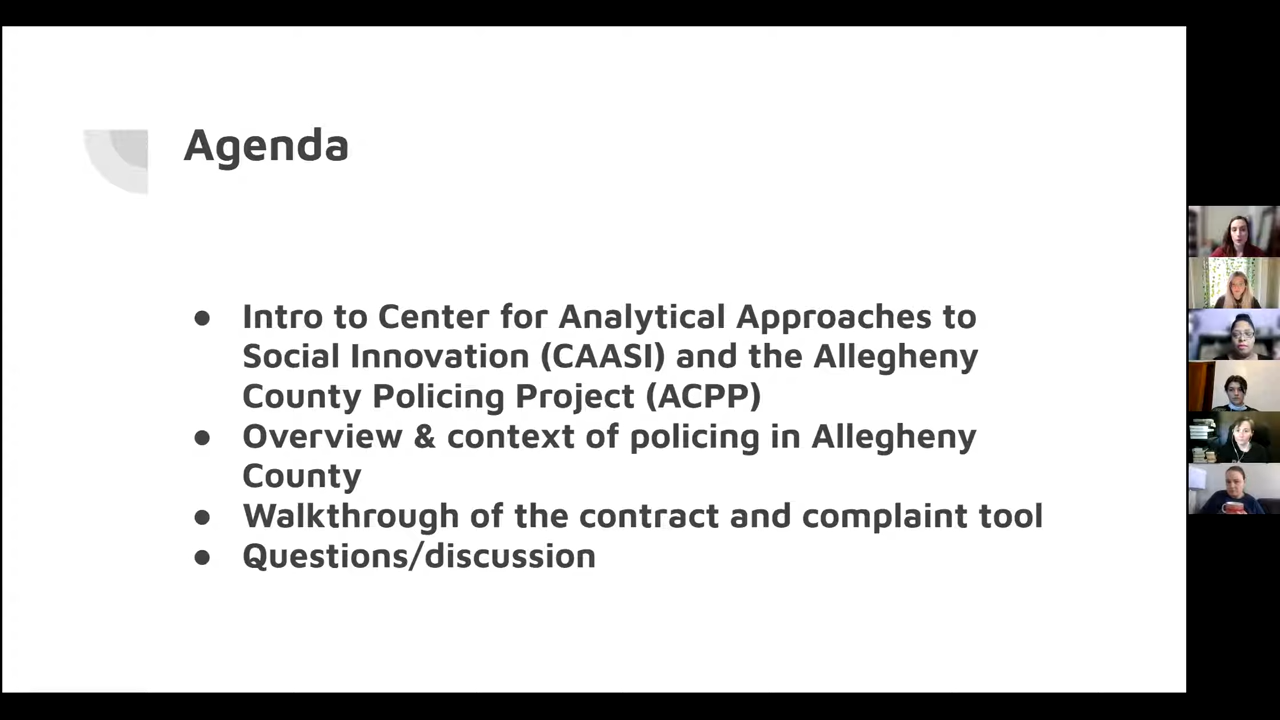 Agenda
● Intro to Center for Analytical Approaches to
Social Innovation (CAASI) and the Allegheny
County Policing Project (ACPP)
● Overview & context of policing in Allegheny
County
● Walkthrough of the contract and complaint tool
● Questions/discussion